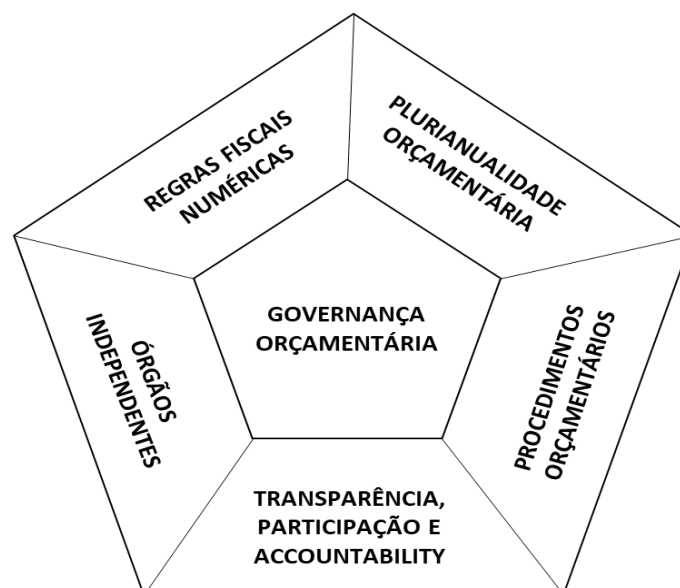 REGRAS FISCAIS
NUMÉRICAS
PLURIANUALIDADE
ORÇAMENTÁRIA
GOVERNANÇA
ORÇAMENTÁRIA
ÓRGÃOS
INDEPENDENTES
PROCEDIMENTOS
ORÇAMENTÁRIOS
TRANSPARÊNCIA,
PARTICIPAÇÃO E
ACCOUNTABILITY